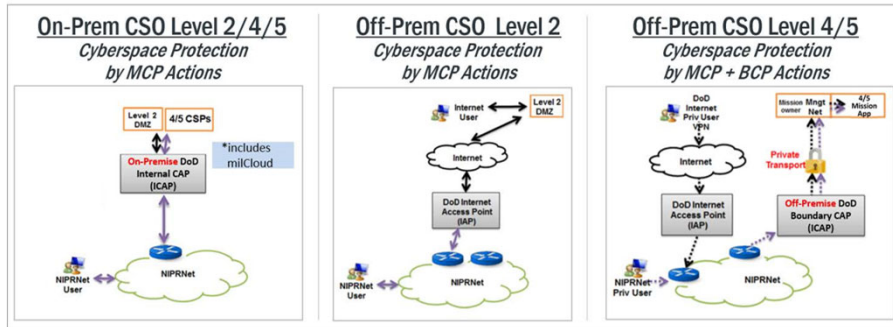 On-Prem CSO Level 2/4/5
Cyberspace Protection
by MCP Actions
Level 2
DMZ
4/5 CSPs
*includes
milCloud
On-Premise DoD
Internal CAP
(ICAP)
NIPRNet
NIPRNet
User
Off-Prem CSO Level 2
Cyberspace Protection
by MCP Actions
Internet
User
Level 2
DMZ
Internet
DoD Internet
Access Point
(IAP)
NIPRNet
NIPRNet
User
Off-Prem CSO Level 4/5
Cyberspace Protection
by MCP + BCP Actions
DoD
Internet
Priv User
VPN
Mission
owner
Mngt
Net
4/5
Mission
App
Internet
Private
Transport
DoD Internet
Access Point
(IAP)
Off-Premise DoD
Boundary CAP
(ICAP)
NIPRNet
NIPRNet
Priv User